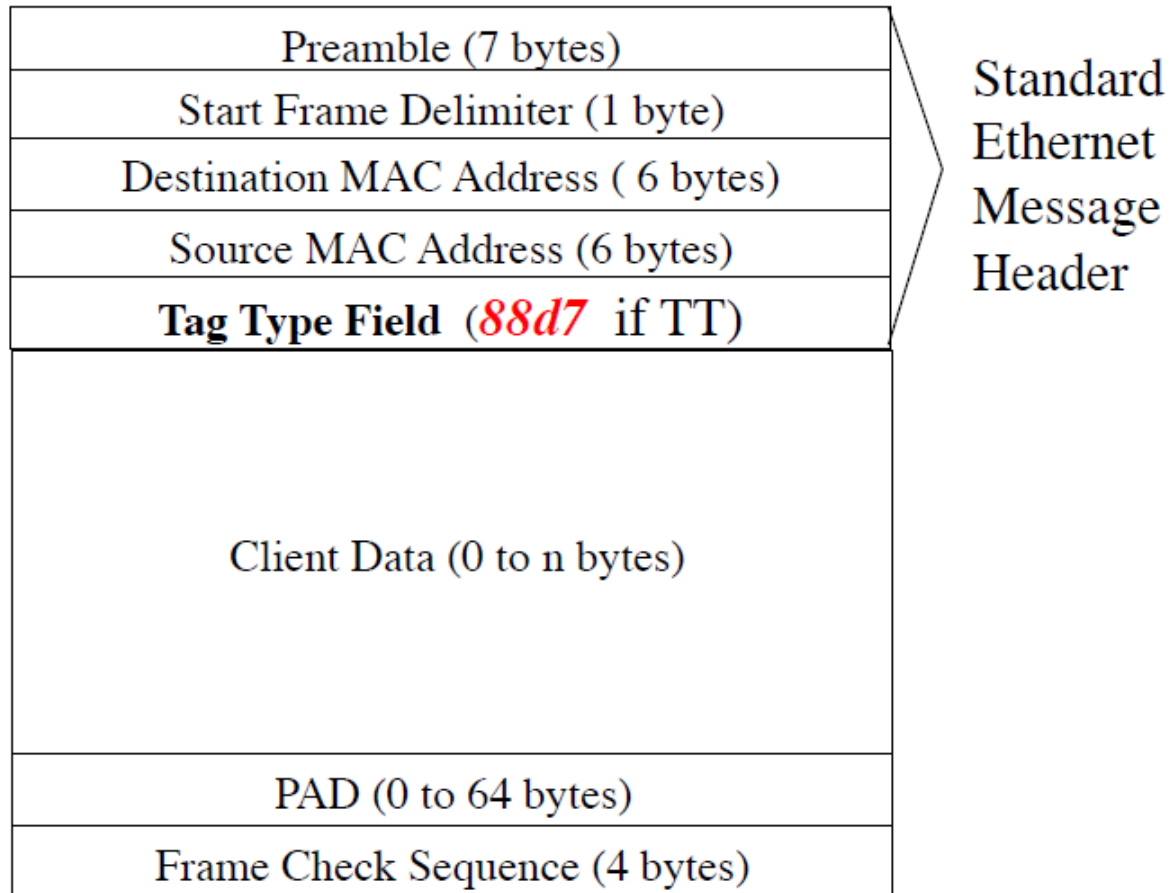 Preamble (7 bytes)
Start Frame Delimiter (1 byte)
Destination MAC Address ( 6 bytes)
Source MAC Address (6 bytes)
Tag Type Field (88d7 if TT)
Standard
Ethernet
Message
Header
Client Data (0 to n bytes)
PAD (0 to 64 bytes)
Frame Check Sequence (4 bytes)